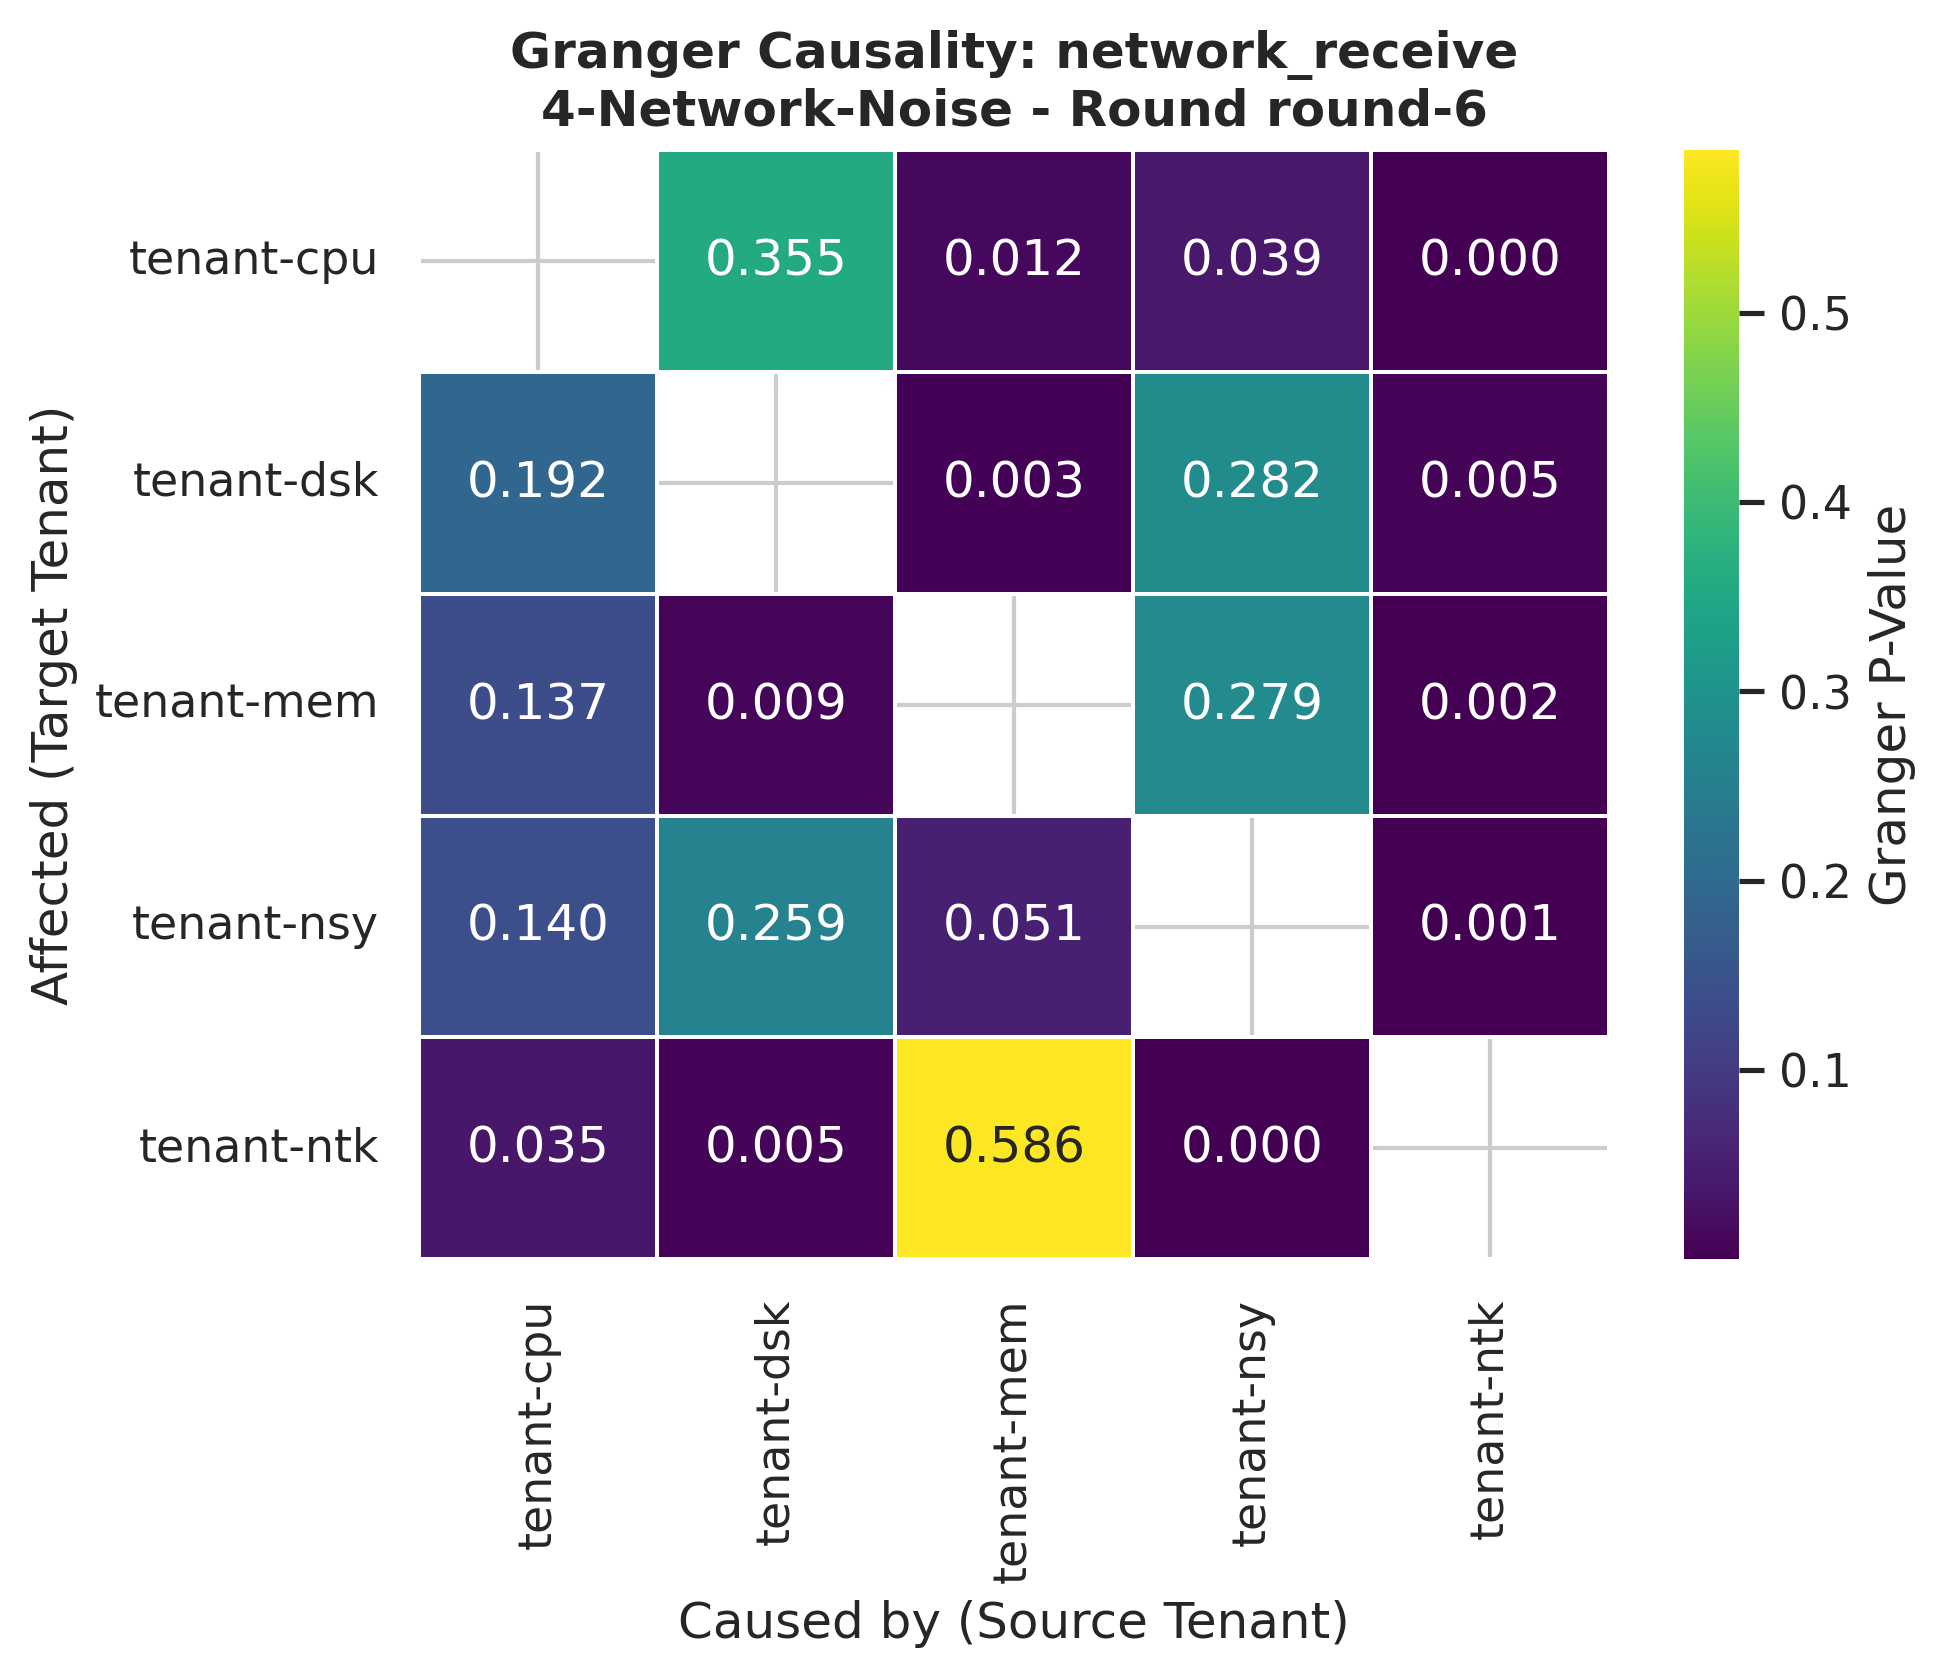 Granger Causality: network_receive
4-Network-Noise - Round round-6
Affected (Target Tenant)
tenant-cpu
0.355
0.012
0.039
0.000
tenant-dsk
0.192
0.003
0.282
0.005
tenant-mem
0.137
0.009
0.279
0.002
tenant-nsy
0.140
0.259
0.051
0.001
tenant-ntk
0.035
0.005
0.586
0.000
tenant-cpu
tenant-dsk
tenant-mem
tenant-nsy
tenant-ntk
Caused by (Source Tenant)
0.5
0.4
0.3
0.2
0.1
Granger P-Value